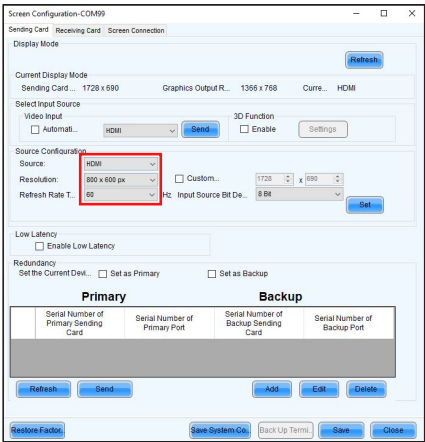 Screen Configuration-COM99
Sending Card Receiving Card Screen Connection
Display Mode
Refresh
Current Display Mode
Sending Card ... 1728 x 690 Graphics Output R... 1366 x 768 Curre... HDMI
Select Input Source
Video Input 3D Function
Automati... HDMI Send Enable Settings
Source Configuration
Source: HDMI
Resolution: 800 x 600 px Custom... 1728 x 690
Refresh Rate T... 60 Hz Input Source Bit De... 8 Bit
Set
Low Latency
Enable Low Latency
Redundancy
Set the Current Devi... Set as Primary Set as Backup
Primary Backup
Serial Number of Primary Sending Card Serial Number of Primary Port Serial Number of Backup Sending Card Serial Number of Backup Port
Refresh Send Add Edit Delete
Restore Factor.. Save System Co.. Back Up Termi.. Save Close